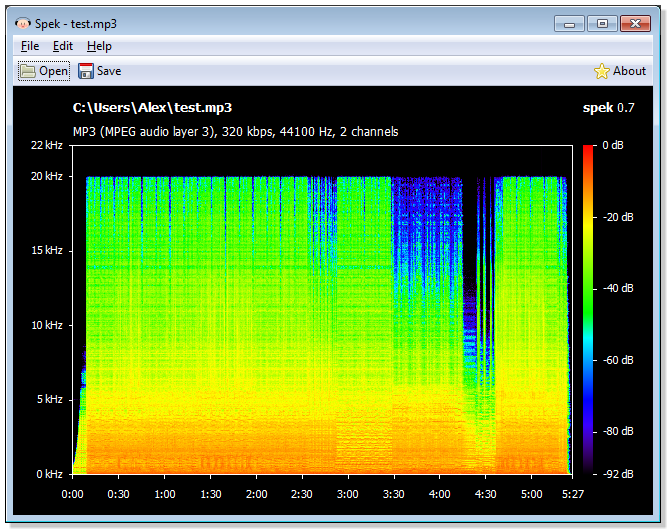 Spek - test.mp3
File Edit Help
Open Save About
C:\Users\Alex\test.mp3 spek 0.7
MP3 (MPEG audio layer 3), 320 kbps, 44100 Hz, 2 channels
22 kHz 0 dB
20 kHz
-20 dB
15 kHz
-40 dB
10 kHz
-60 dB
5 kHz
-80 dB
0 kHz -92 dB
0:00 0:30 1:00 1:30 2:00 2:30 3:00 3:30 4:00 4:30 5:00 5:27